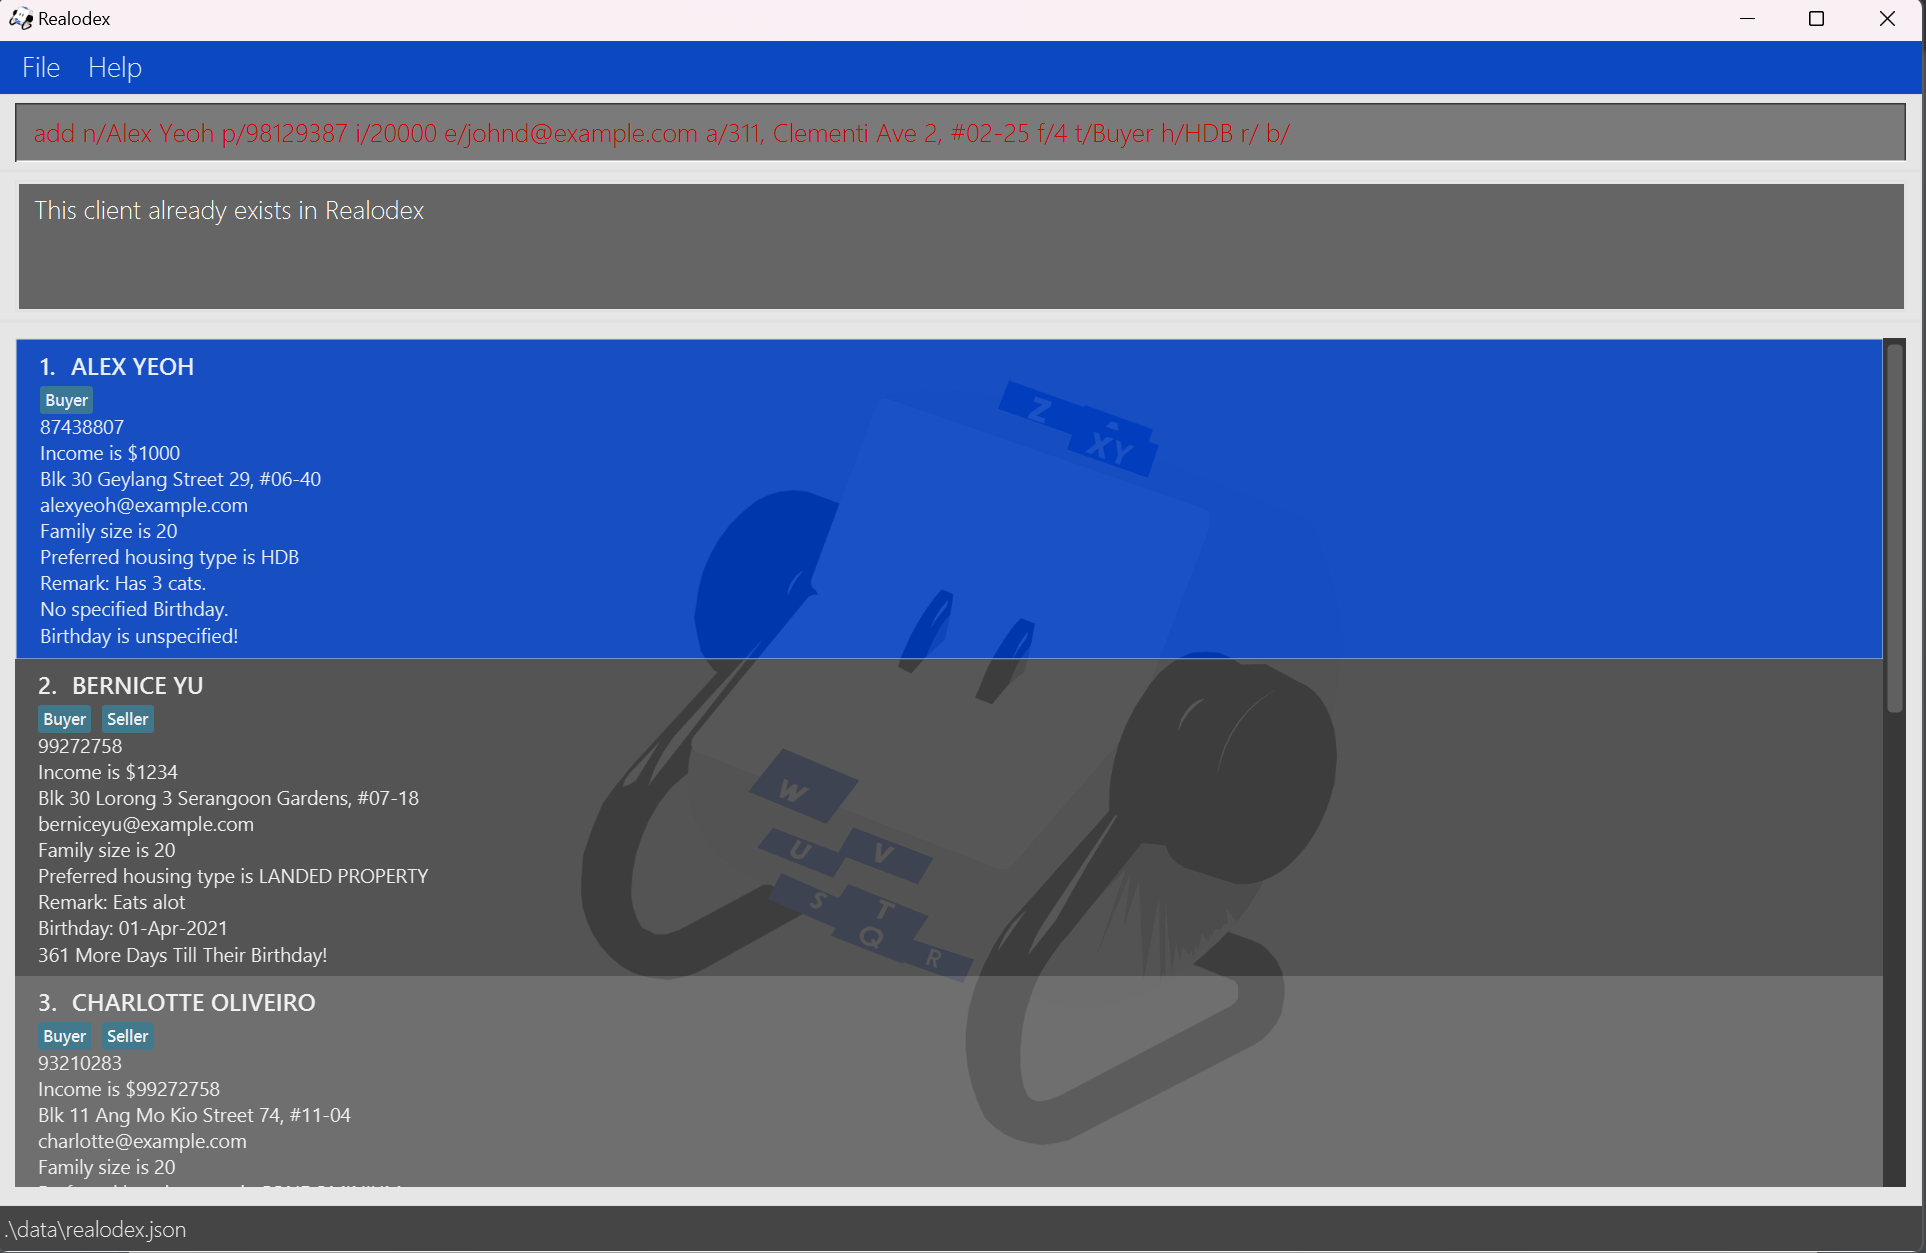 Realodex
File Help
add n/Alex Yeoh p/98129387 i/20000 e/johnd@example.com a/311, Clementi Ave 2, #02-25 f/4 t/Buyer h/HDB r/ b/
This client already exists in Realodex
1. ALEX YEOH
Buyer
87438807
Income is $1000
Blk 30 Geylang Street 29, #06-40
alexyeoh@example.com
Family size is 20
Preferred housing type is HDB
Remark: Has 3 cats.
No specified Birthday.
Birthday is unspecified!
Z
XY
2. BERNICE YU
Buyer Seller
99272758
Income is $1234
Blk 30 Lorong 3 Serangoon Gardens, #07-18
berniceyu@example.com
Family size is 20
Preferred housing type is LANDED PROPERTY
Remark: Eats alot
Birthday: 01-Apr-2021
361 More Days Till Their Birthday!
W
U V
S T
Q R
3. CHARLOTTE OLIVEIRO
Buyer Seller
93210283
Income is $99272758
Blk 11 Ang Mo Kio Street 74, #11-04
charlotte@example.com
Family size is 20
.\data\realodex.json